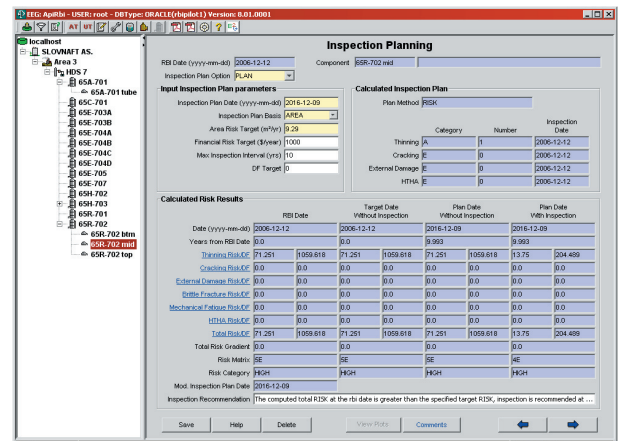 EEG: ApiRbi - USER: root - DBType: ORACLE(rbipilot1) Version: 8.01.0001
AT UT
localhost
SLOVNAFT AS.
Area 3
HDS 7
65A-701
65A-701 tube
65C-701
65E-703A
65E-703B
65E-704A
65E-704B
65E-704C
65E-704D
65E-705
65E-707
65H-702
65H-703
65R-701
65R-702
65R-702 btm
65R-702 mid
65R-702 top
Inspection Planning
RBI Date (yyyy-mm-dd) 2006-12-12 Component 65R-702 mid
Inspection Plan Option PLAN
Input Inspection Plan parameters
Inspection Plan Date (yyyy-mm-dd) 2016-12-09
Inspection Plan Basis AREA
Area Risk Target (m²/yr) 9.29
Financial Risk Target ($/year) 1000
Max Inspection Interval (yrs) 10
DF Target 0
Calculated Inspection Plan
Plan Method RISK
Category Number Inspection Date
Thinning A 1 2006-12-12
Cracking E 0 2006-12-12
External Damage E 0 2006-12-12
HTHA E 0 2006-12-12
Calculated Risk Results
RBI Date Target Date Without Inspection Plan Date Without Inspection Plan Date With Inspection
Date (yyyy-mm-dd) 2006-12-12 2006-12-12 2016-12-09 2016-12-09
Years from RBI Date 0.0 0.0 9.993 9.993
Thinning Risk/DF 71.251 1059.618 71.251 1059.618 71.251 1059.618 13.75 204.489
Cracking Risk/DF 0.0 0.0 0.0 0.0 0.0 0.0 0.0 0.0
External Damage Risk/DF 0.0 0.0 0.0 0.0 0.0 0.0 0.0 0.0
Brittle Fracture Risk/DF 0.0 0.0 0.0 0.0 0.0 0.0 0.0 0.0
Mechanical Fatigue Risk/DF 0.0 0.0 0.0 0.0 0.0 0.0 0.0 0.0
HTHA Risk/DF 0.0 0.0 0.0 0.0 0.0 0.0 0.0 0.0
Total Risk/DF 71.251 1059.618 71.251 1059.618 71.251 1059.618 13.75 204.489
Total Risk Gradient 0.0 0.0 0.0 0.0
Risk Matrix 5E 5E 5E 4E
Risk Category HIGH HIGH HIGH HIGH
Mod. Inspection Plan Date 2016-12-09
Inspection Recommendation The computed total RISK at the rbi date is greater than the specified target RISK, inspection is recommended at ...
Save Help Delete View Plots Comments